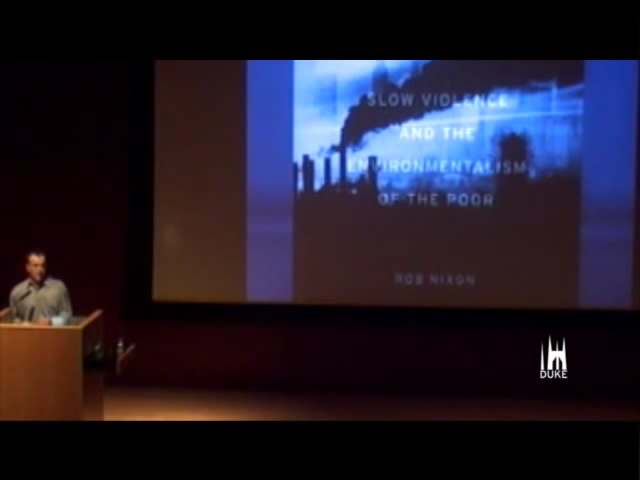 SLOW VIOLENCE
AND THE
ENVIRONMENTALISM
OF THE POOR
ROB NIXON
DUKE